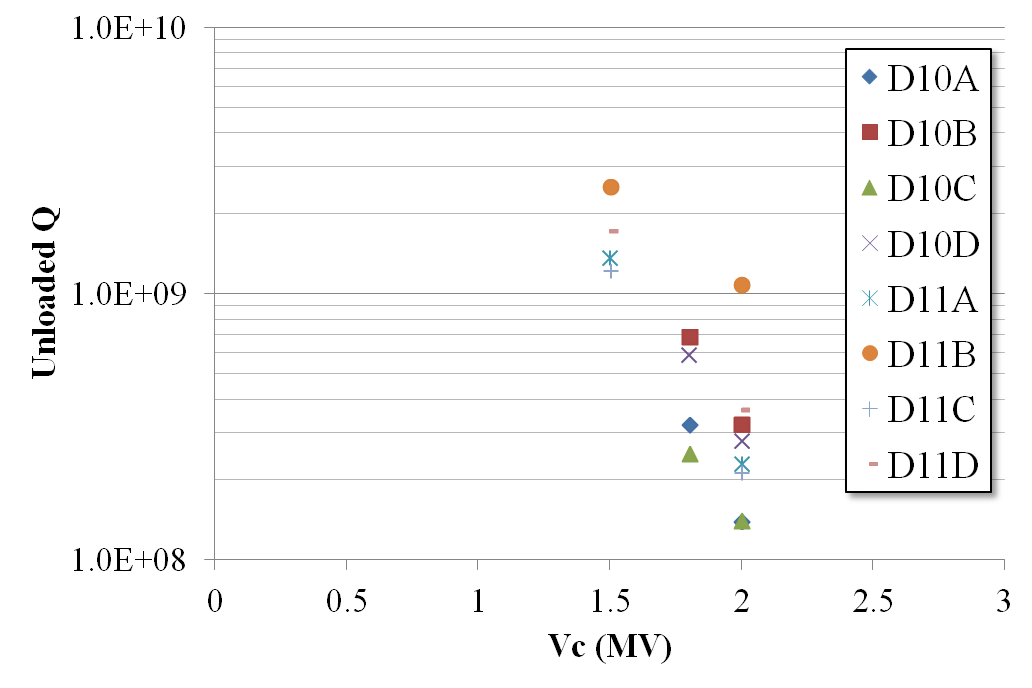 1.0E+10
1.0E+09
1.0E+08
Unloaded Q
0 0.5 1 1.5 2 2.5 3
Vc (MV)
D10A
D10B
D10C
D10D
D11A
D11B
D11C
D11D